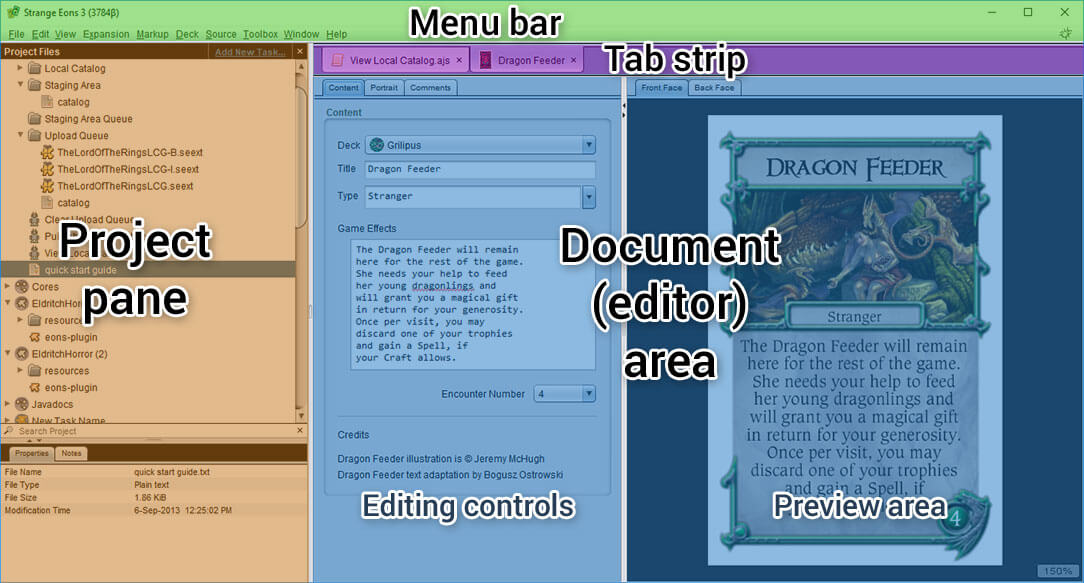 Strange Eons 3 (3784β)
File Edit View Expansion Markup Deck Source Toolbox Window Help
Menu bar
Project Files
Add New Task...
Local Catalog
Staging Area
catalog
Staging Area Queue
Upload Queue
TheLordOfTheRingsLCG-B.seext
TheLordOfTheRingsLCG-I.seext
TheLordOfTheRingsLCG.seext
catalog
Clear Upload Queue
quick start guide
Cores
EldritchHorror
resources
eons-plugin
EldritchHorror (2)
resources
eons-plugin
Javadocs
New Task Name
Project
pane
Search Project
Properties Notes
File Name quick start guide.txt
File Type Plain text
File Size 1.86 KiB
Modification Time 6-Sep-2013 12:25:02 PM
View Local Catalog.ajs
Dragon Feeder
Tab strip
Content Portrait Comments
Content
Deck Grilipus
Title Dragon Feeder
Type Stranger
Game Effects
The Dragon Feeder will remain
here for the rest of the game.
She needs your help to feed
her young dragonlings and
will grant you a magical gift
in return for your generosity.
Once per visit, you may
discard one of your trophies
and gain a Spell, if
your Craft allows.
Encounter Number 4
Credits
Dragon Feeder illustration is © Jeremy McHugh
Dragon Feeder text adaptation by Bogusz Ostrowski
Editing controls
Document
(editor)
area
Front Face Back Face
DRAGON FEEDER
Stranger
The Dragon Feeder will remain
here for the rest of the game.
She needs your help to feed
her young dragonlings and
will grant you a magical gift
in return for your generosity.
Once per visit, you may
discard one of your trophies
and gain a Spell, if
Preview area
4
150%